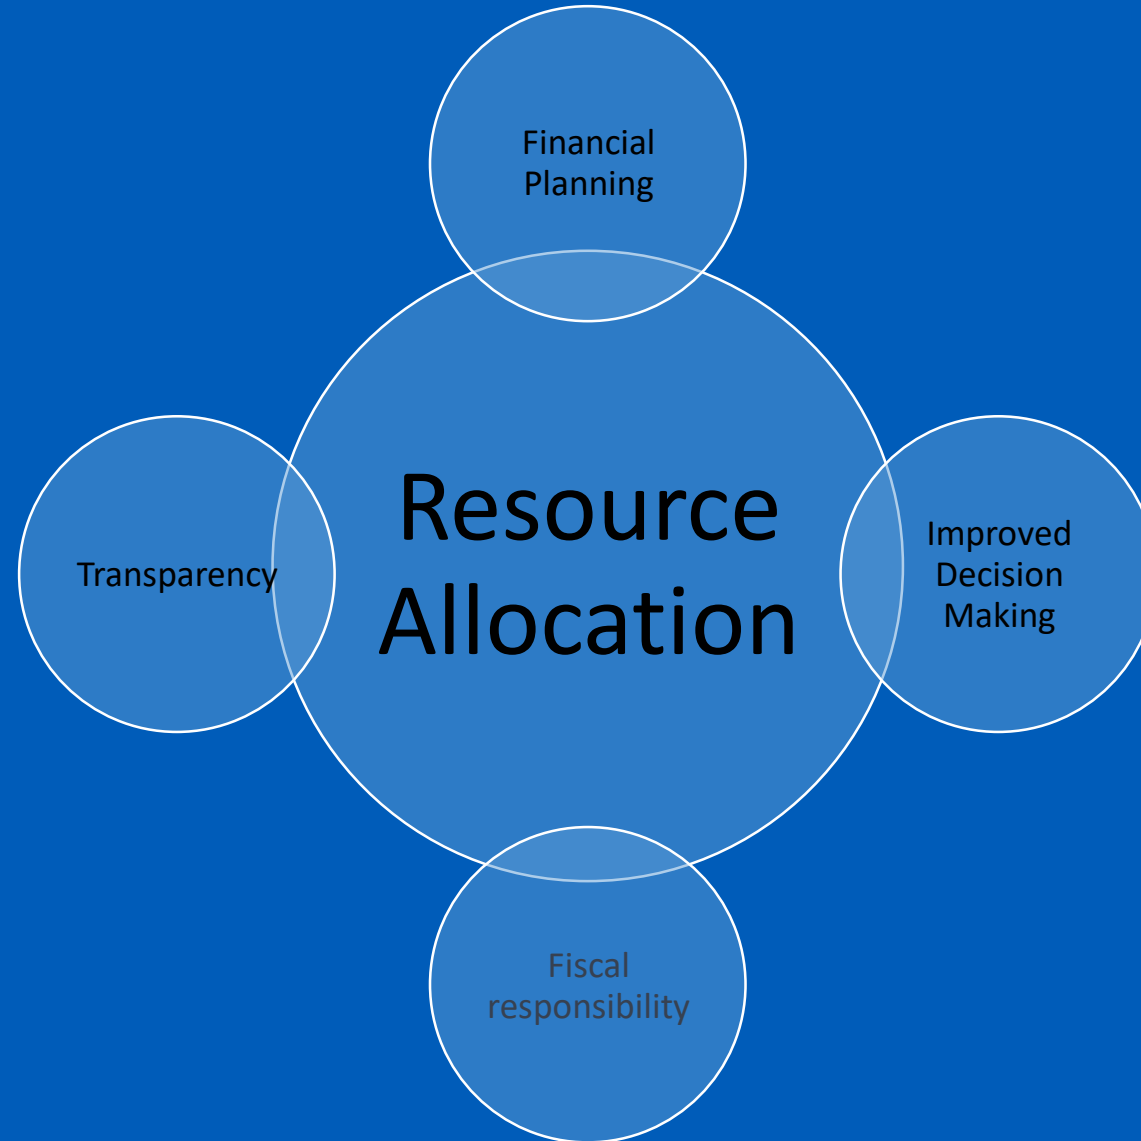 Financial
Planning
Resource
Allocation
Transparency
Improved
Decision
Making
Fiscal
responsibility